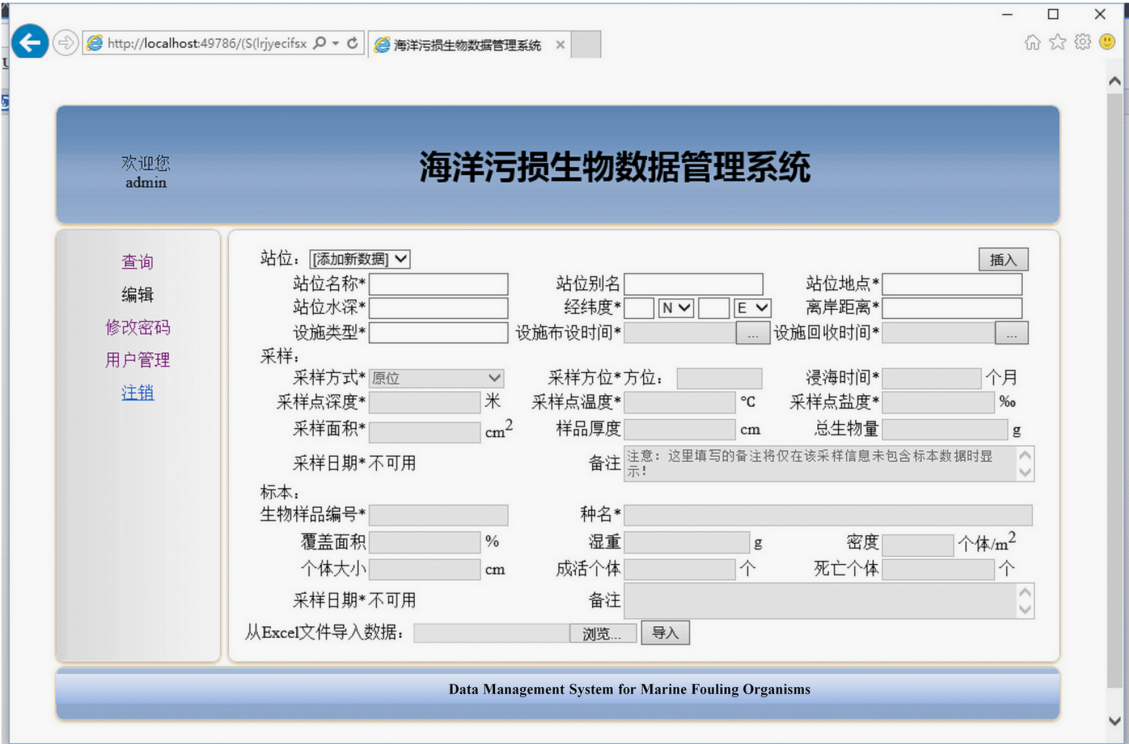 http://localhost:49786/(S(lrjyecifsx
海洋污损生物数据管理系统
欢迎您
admin
海洋污损生物数据管理系统
查询
编辑
修改密码
用户管理
注销
站位： [添加新数据] 插入
站位名称* 站位别名 站位地点*
站位水深* 经纬度* N E 离岸距离*
设施类型* 设施布设时间* ... 设施回收时间* ...
采样：
采样方式* 原位 采样方位*方位： 浸海时间* 个月
采样点深度* 米 采样点温度* ℃ 采样点盐度* ‰
采样面积* cm2 样品厚度 cm 总生物量 g
采样日期*不可用 备注 注意：这里填写的备注将仅在该采样信息未包含标本数据时显
示！
标本：
生物样品编号* 种名*
覆盖面积 % 湿重 g 密度 个体/m2
个体大小 cm 成活个体 个 死亡个体 个
采样日期*不可用 备注
从Excel文件导入数据： 浏览... 导入
Data Management System for Marine Fouling Organisms